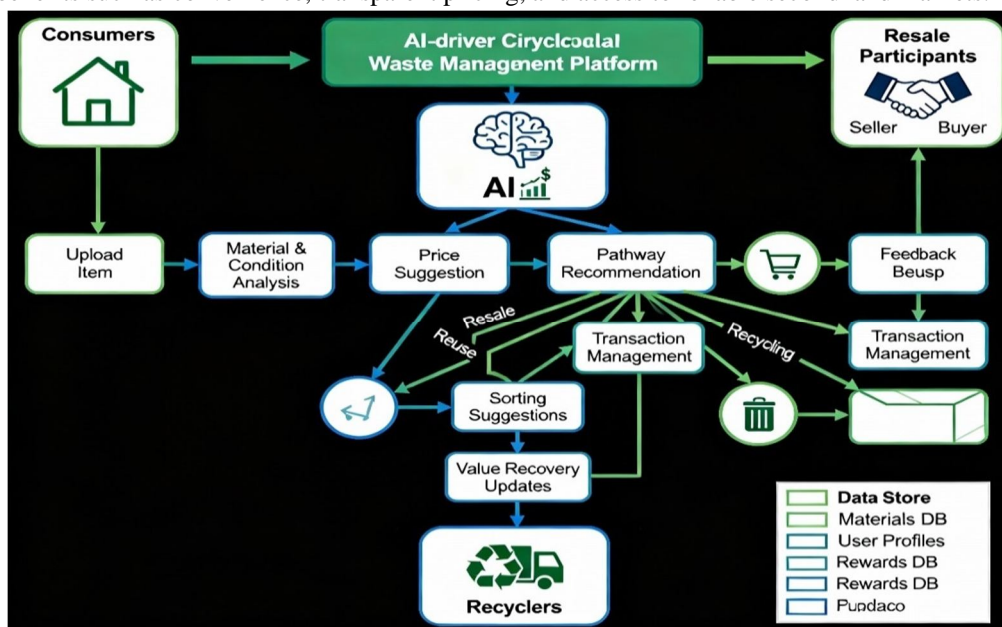 Consumers
AI-driver Ciryclcodal
Waste Management Platform
Resale
Participants
Seller Buyer
AI $
Upload
Item
Material &
Condition
Analysis
Price
Suggestion
Pathway
Recommendation
Feedback
Beusp
Resale
Reuse
Recycling
Transaction
Management
Transaction
Management
Sorting
Suggestions
Value Recovery
Updates
Recyclers
Data Store
Materials DB
User Profiles
Rewards DB
Rewards DB
Pupdaco